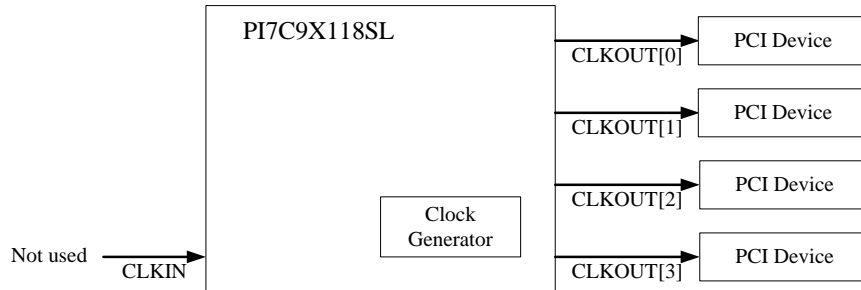 PI7C9X118SL
CLKOUT[0]
PCI Device
CLKOUT[1]
PCI Device
CLKOUT[2]
PCI Device
Clock
Generator
Not used
CLKIN
CLKOUT[3]
PCI Device